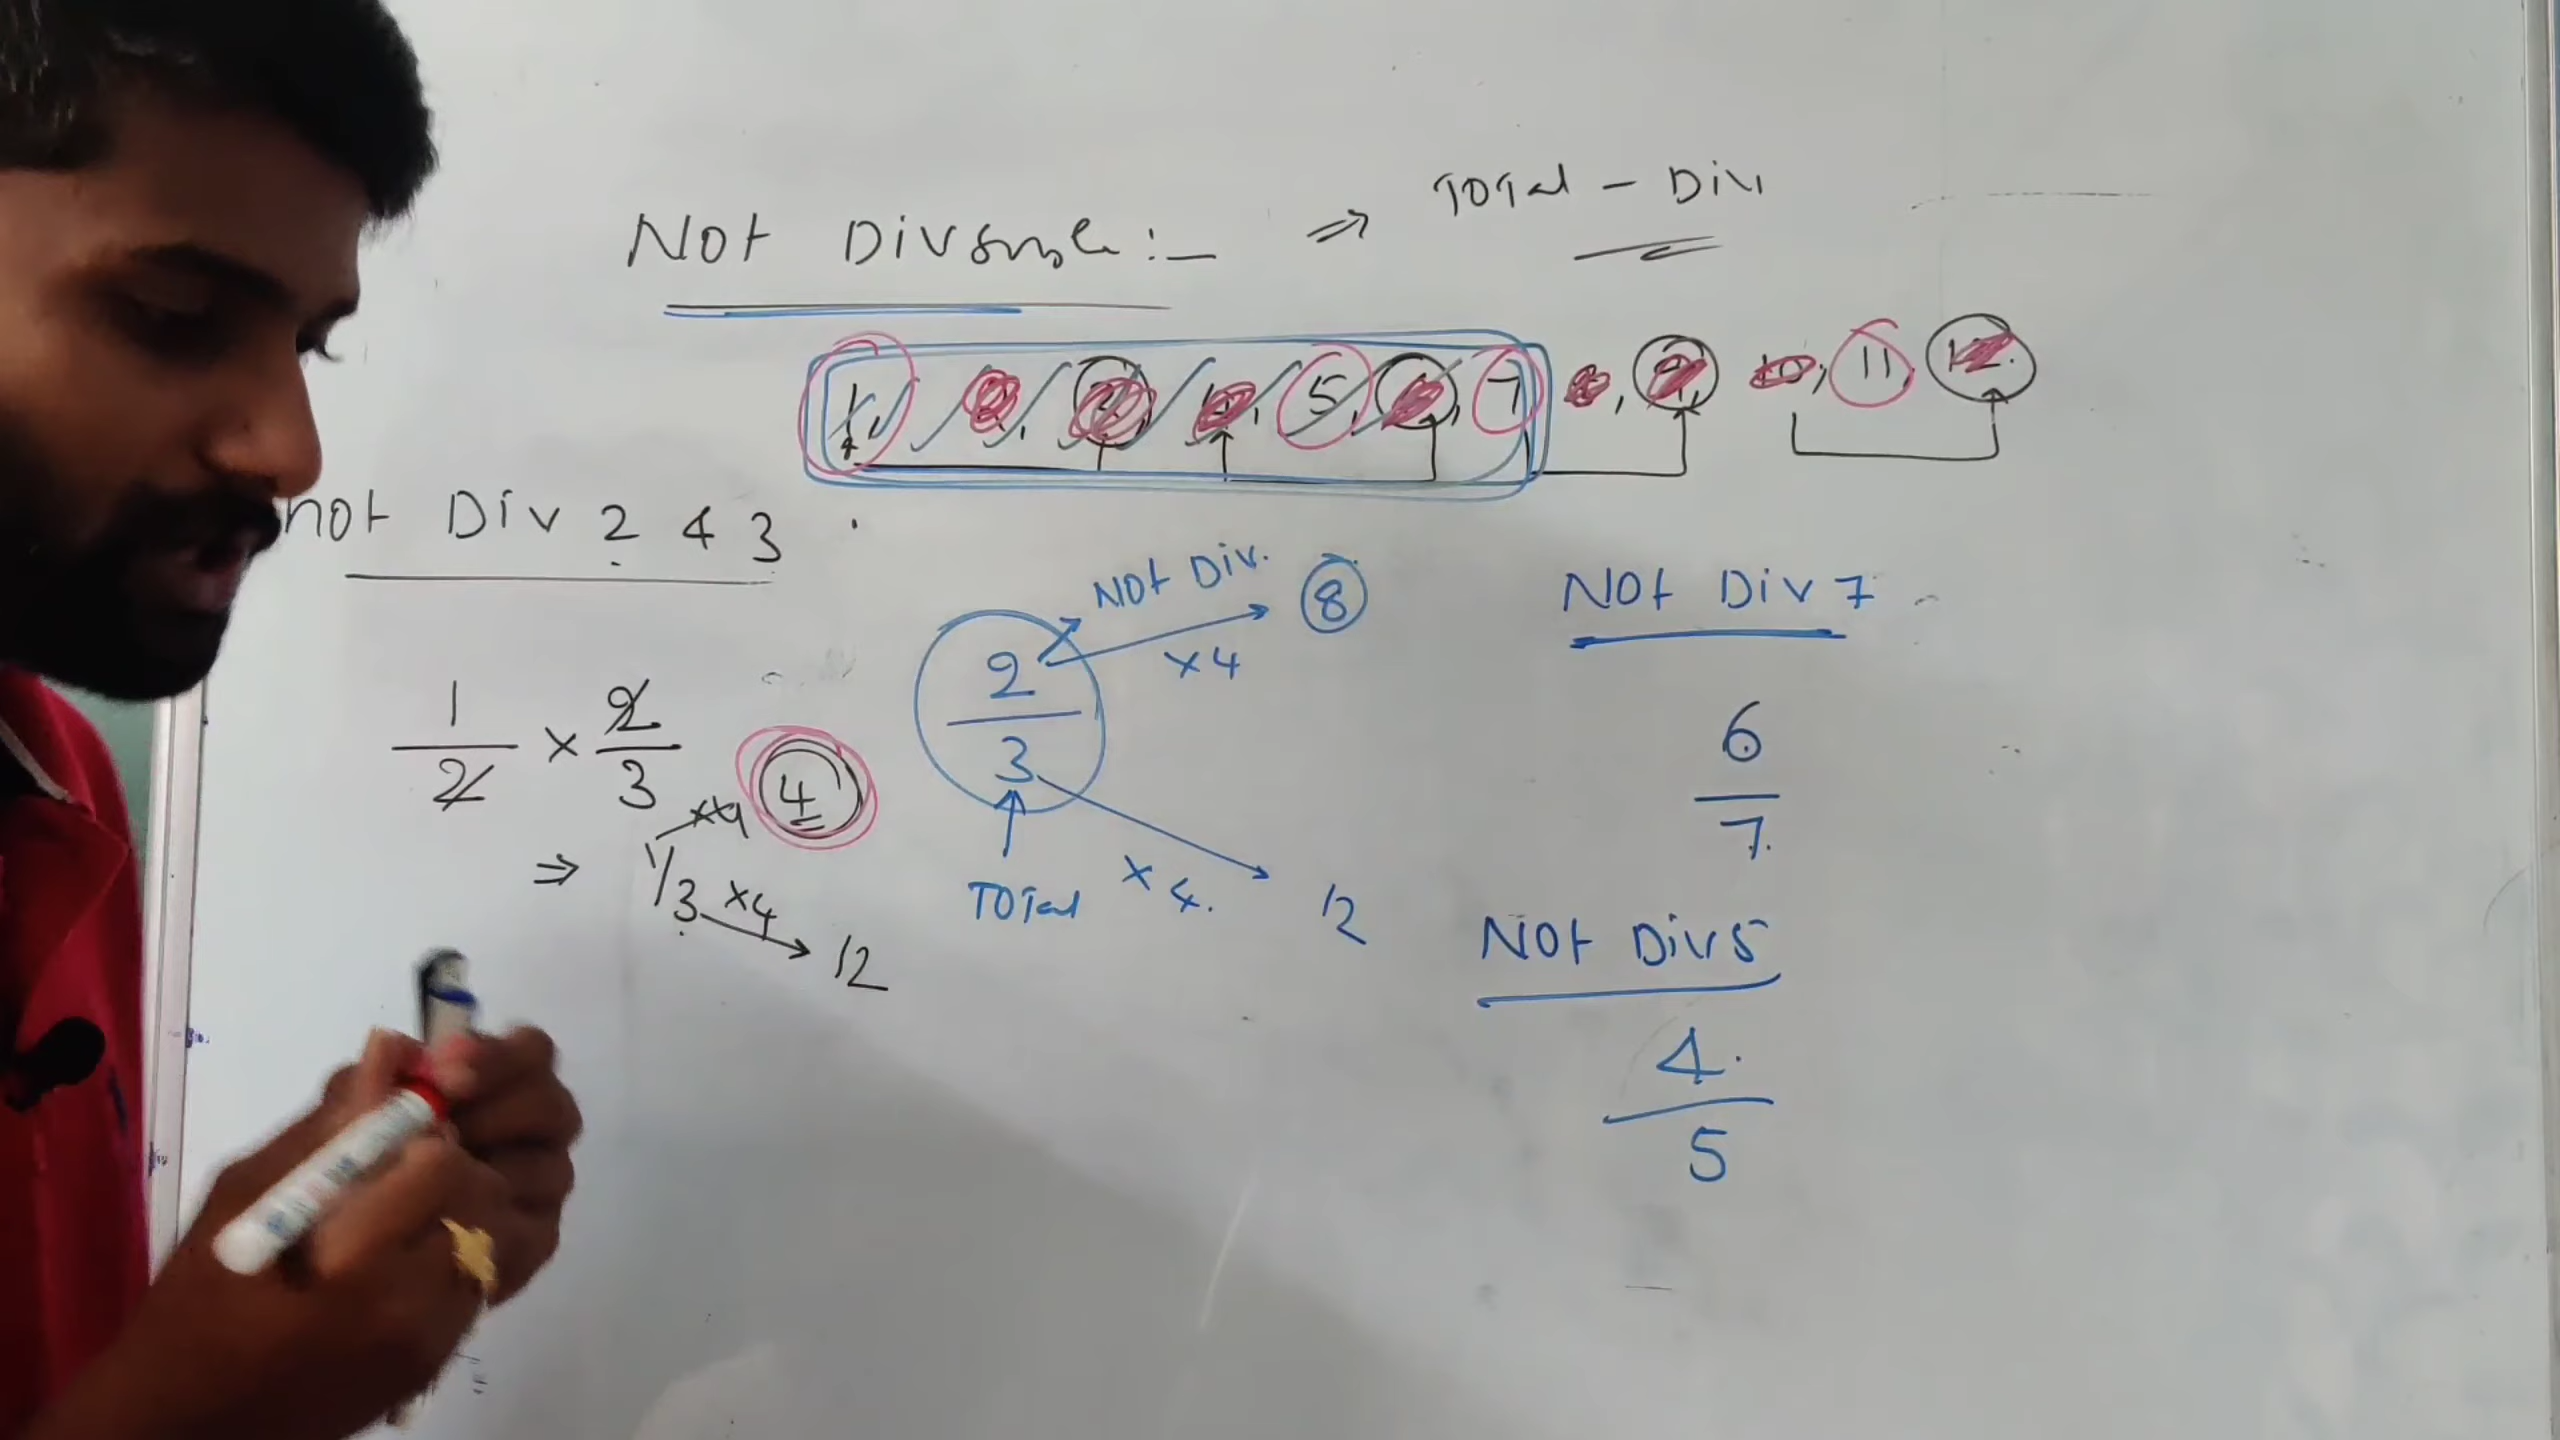 TOTal - Div
NOt Divsible :- ⇒
1, 2, 3, 4, 5, 6, 7 8, 9, 10, 11, 12.
not Div 2 & 3
NOt Div. 8
×4
2/3
TOTal
×4.
12
1/2 × 2/3
×4 4
⇒ 1/3 ×4
12
NOt Div 7
6/7
NOt Div 5
4/5